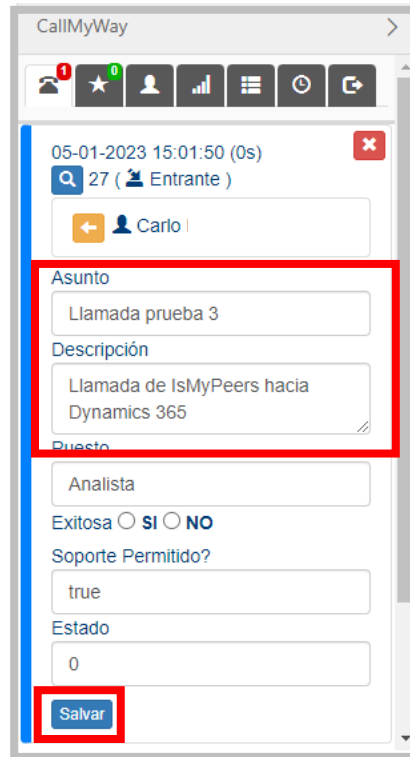 CallMyWay
1 0
05-01-2023 15:01:50 (0s)
27 ( Entrante )
Carlo
Asunto
Llamada prueba 3
Descripción
Llamada de IsMyPeers hacia
Dynamics 365
Puesto
Analista
Exitosa SI NO
Soporte Permitido?
true
Estado
0
Salvar